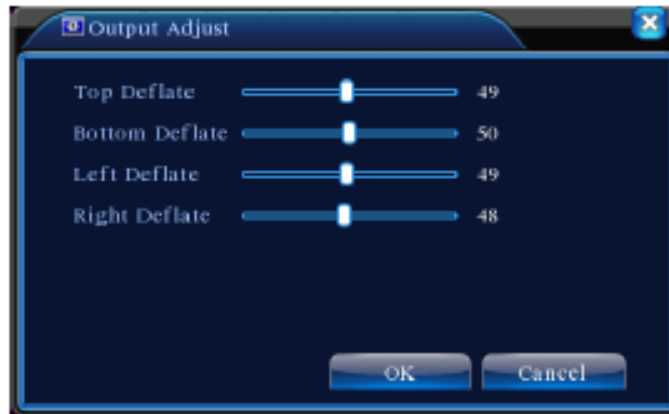 Output Adjust
Top Deflate 49
Bottom Deflate 50
Left Deflate 49
Right Deflate 48
OK Cancel